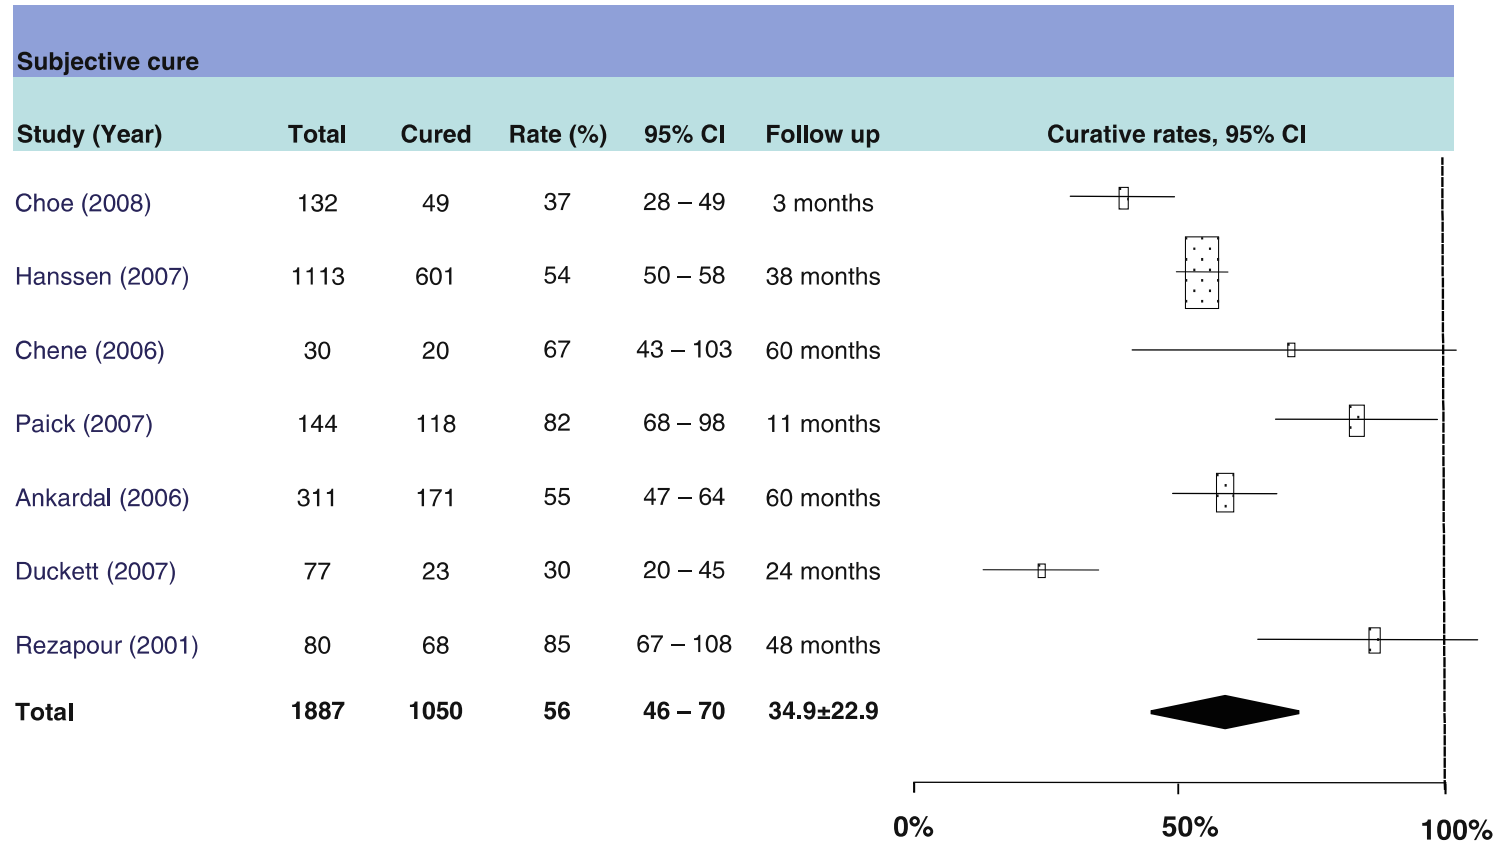 Subjective cure
Study (Year) Total Cured Rate (%) 95% CI Follow up Curative rates, 95% CI
Choe (2008) 132 49 37 28 – 49 3 months
Hanssen (2007) 1113 601 54 50 – 58 38 months
Chene (2006) 30 20 67 43 – 103 60 months
Paick (2007) 144 118 82 68 – 98 11 months
Ankardal (2006) 311 171 55 47 – 64 60 months
Duckett (2007) 77 23 30 20 – 45 24 months
Rezapour (2001) 80 68 85 67 – 108 48 months
Total 1887 1050 56 46 – 70 34.9±22.9
0% 50% 100%